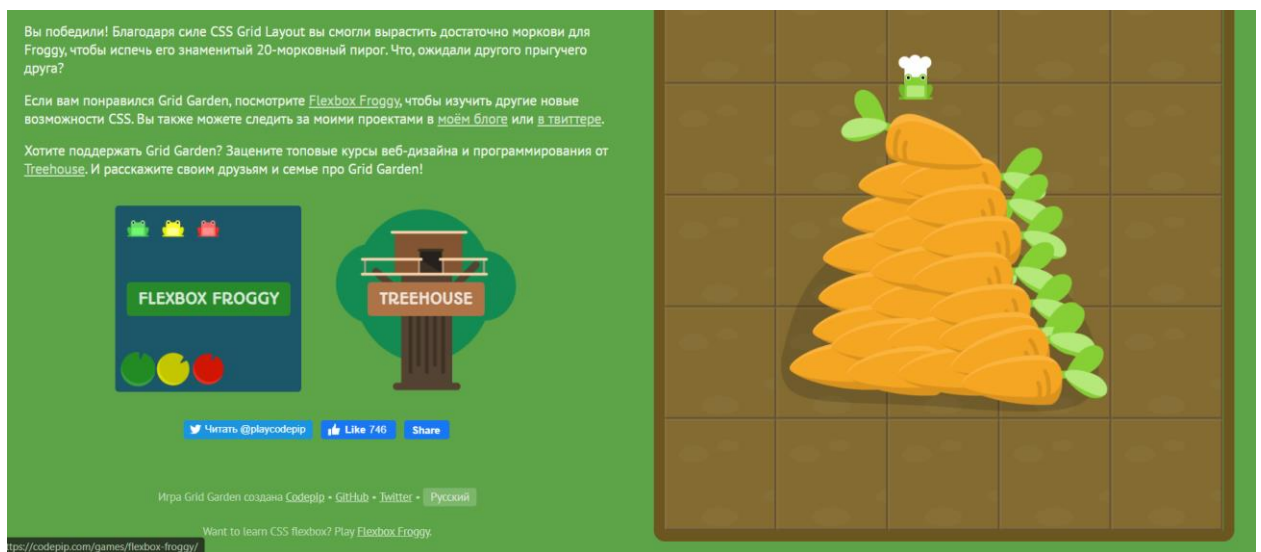 Вы победили! Благодаря силе CSS Grid Layout вы смогли вырастить достаточно моркови для
Froggy, чтобы испечь его знаменитый 20-морковный пирог. Что, ожидали другого прыгучего
друга?
Если вам понравился Grid Garden, посмотрите Flexbox Froggy, чтобы изучить другие новые
возможности CSS. Вы также можете следить за моими проектами в моём блоге или в твиттере.
Хотите поддержать Grid Garden? Зацените топовые курсы веб-дизайна и программирования от
Treehouse. И расскажите своим друзьям и семье про Grid Garden!
FLEXBOX FROGGY
TREEHOUSE
Читать @playcodepip
Like 746
Share
Игра Grid Garden создана Codepip • GitHub • Twitter • Русский
Want to learn CSS flexbox? Play Flexbox Froggy.
ttps://codepip.com/games/flexbox-froggy/